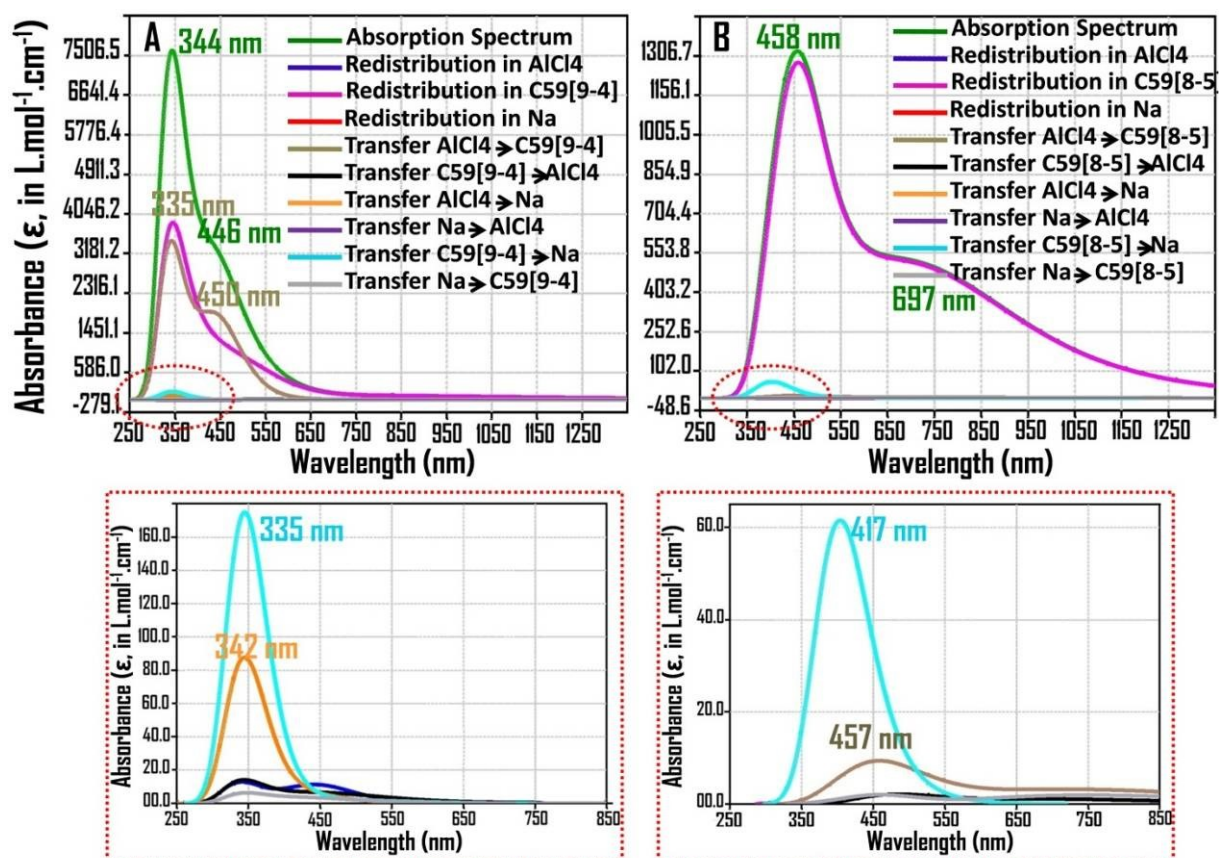 A
344 nm
335 nm
446 nm
450 nm
Absorption Spectrum
Redistribution in AlCl4
Redistribution in C59[9-4]
Redistribution in Na
Transfer AlCl4→C59[9-4]
Transfer C59[9-4]→AlCl4
Transfer AlCl4→Na
Transfer Na→AlCl4
Transfer C59[9-4]→Na
Transfer Na→C59[9-4]
Absorbance (ε, in L.mol⁻¹.cm⁻¹)
7506.5
6641.4
5776.4
4911.3
4046.2
3181.2
2316.1
1451.1
586.0
-279.1
250 350 450 550 650 750 850 950 1050 1150 1250
Wavelength (nm)
B
458 nm
697 nm
Absorption Spectrum
Redistribution in AlCl4
Redistribution in C59[8-5]
Redistribution in Na
Transfer AlCl4→C59[8-5]
Transfer C59[8-5]→AlCl4
Transfer AlCl4→Na
Transfer Na→AlCl4
Transfer C59[8-5]→Na
Transfer Na→C59[8-5]
Absorbance (ε, in L.mol⁻¹.cm⁻¹)
1306.7
1156.1
1005.5
854.9
704.4
553.8
403.2
252.6
102.0
-48.6
250 350 450 550 650 750 850 950 1050 1150 1250
Wavelength (nm)
335 nm
342 nm
Absorbance (ε, in L.mol⁻¹.cm⁻¹)
160.0
140.0
120.0
100.0
80.0
60.0
40.0
20.0
00.0
250 350 450 550 650 750 850
Wavelength (nm)
417 nm
457 nm
Absorbance (ε, in L.mol⁻¹.cm⁻¹)
60.0
40.0
20.0
00.0
250 350 450 550 650 750 850
Wavelength (nm)